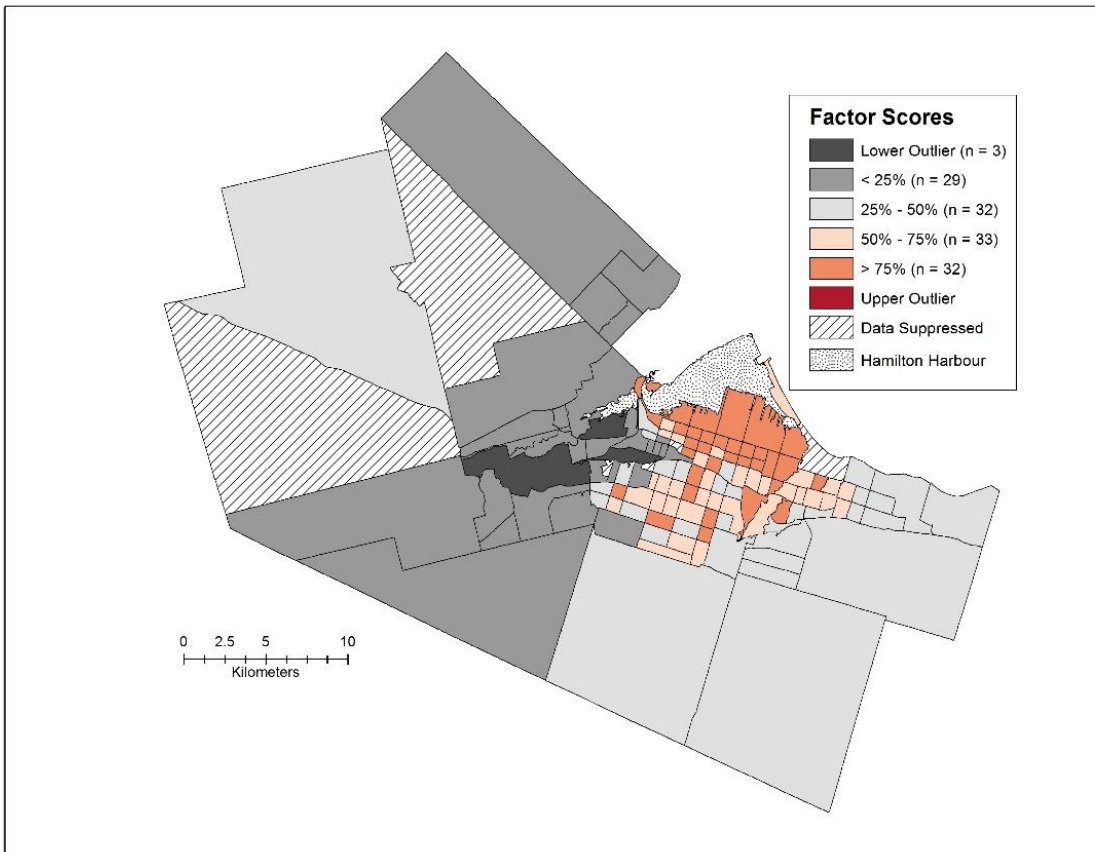 Factor Scores
Lower Outlier (n = 3)
< 25% (n = 29)
25% - 50% (n = 32)
50% - 75% (n = 33)
> 75% (n = 32)
Upper Outlier
Data Suppressed
Hamilton Harbour
0 2.5 5 10
Kilometers